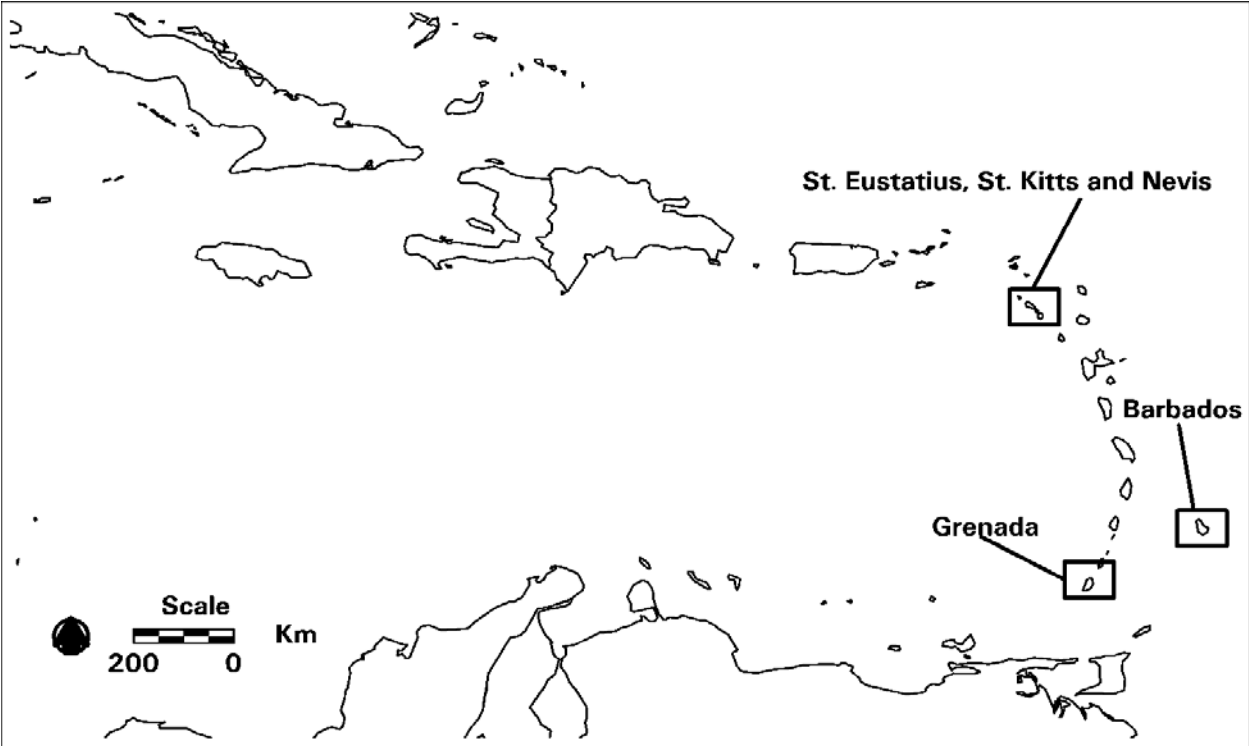 St. Eustatius, St. Kitts and Nevis
Barbados
Grenada
Scale
Km
200 0